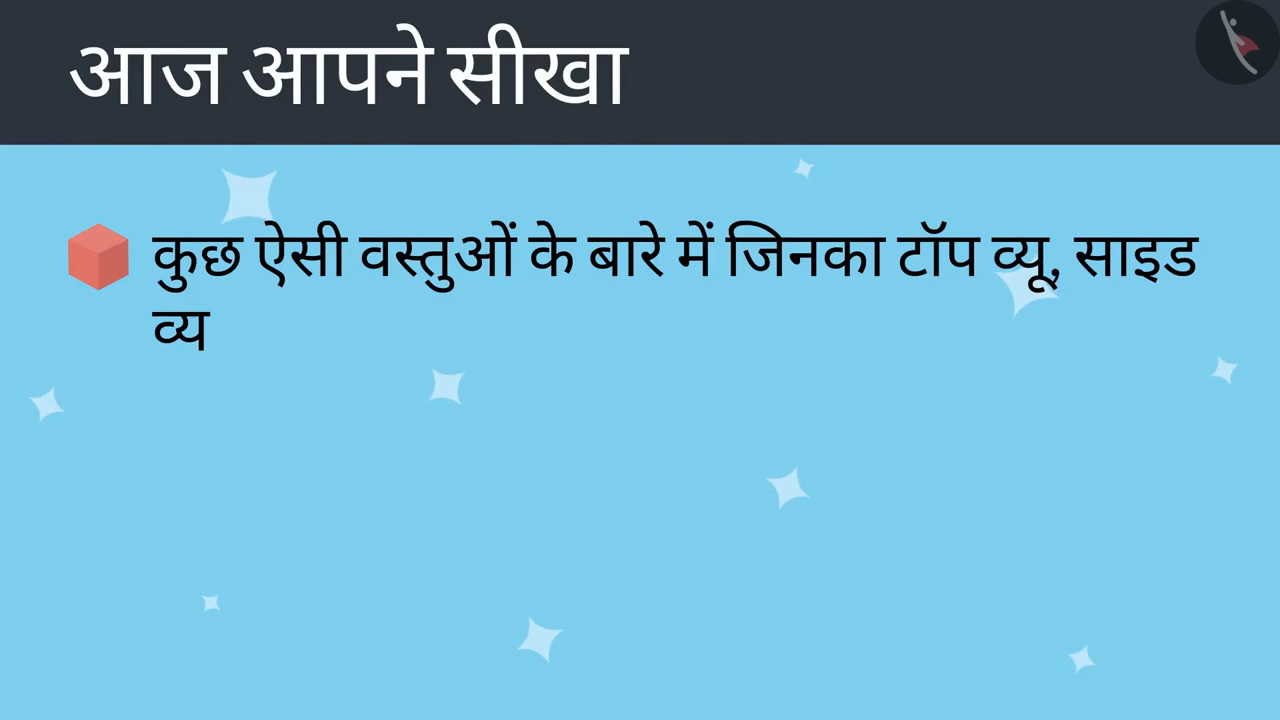 आज आपने सीखा
कुछ ऐसी वस्तुओं के बारे में जिनका टॉप व्यू, साइड
व्य